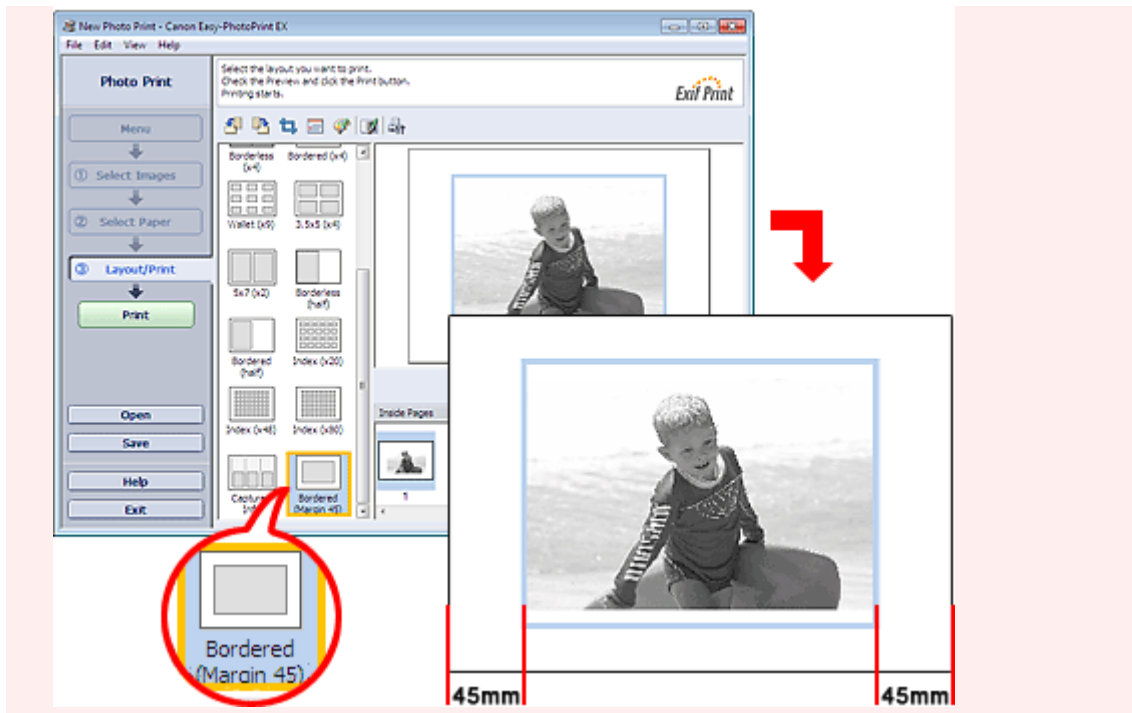 New Photo Print - Canon Easy-PhotoPrint EX
File Edit View Help
Photo Print
Select the layout you want to print.
Check the Preview and click the Print button.
Printing starts.
Exif Print
Menu
① Select Images
② Select Paper
③ Layout/Print
Print
Open
Save
Help
Exit
Borderless
(x4)
Bordered (x4)
Wallet (x9)
3.5x5 (x4)
5x7 (x2)
Borderless
(half)
Bordered
(half)
Index (x20)
Index (x48)
Index (x80)
Bordered
(Margin 45)
Inside Pages
1
Bordered
(Margin 45)
45mm
45mm